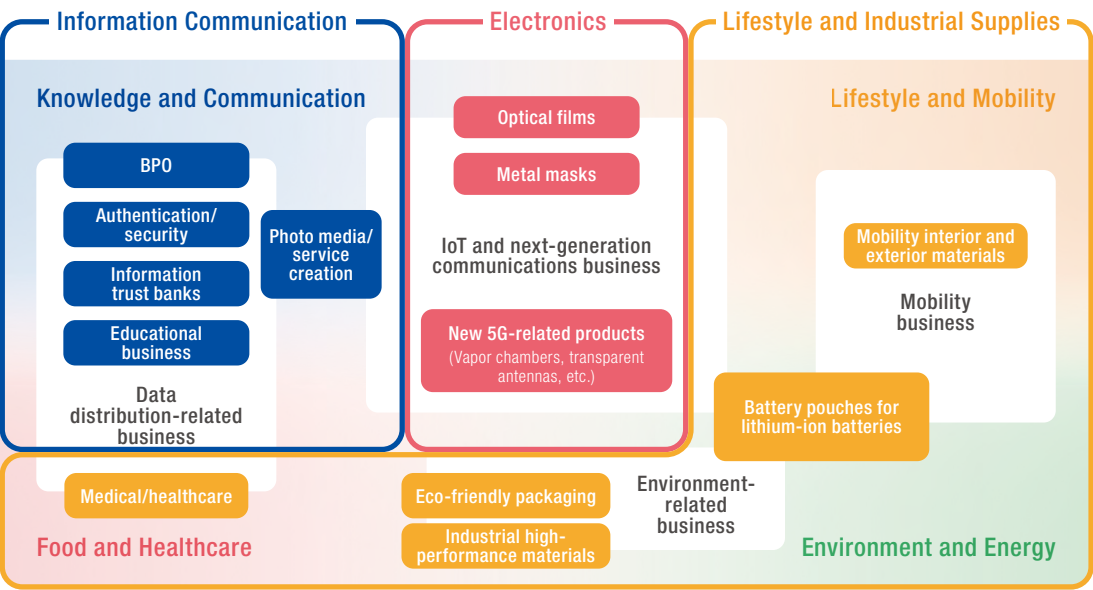 Information Communication
Electronics
Lifestyle and Industrial Supplies
Knowledge and Communication
Lifestyle and Mobility
BPO
Authentication/
security
Information
trust banks
Educational
business
Photo media/
service
creation
Data
distribution-related
business
Optical films
Metal masks
IoT and next-generation
communications business
New 5G-related products
(Vapor chambers, transparent
antennas, etc.)
Mobility interior and
exterior materials
Mobility
business
Battery pouches for
lithium-ion batteries
Medical/healthcare
Eco-friendly packaging
Industrial high-
performance materials
Environment-
related
business
Food and Healthcare
Environment and Energy